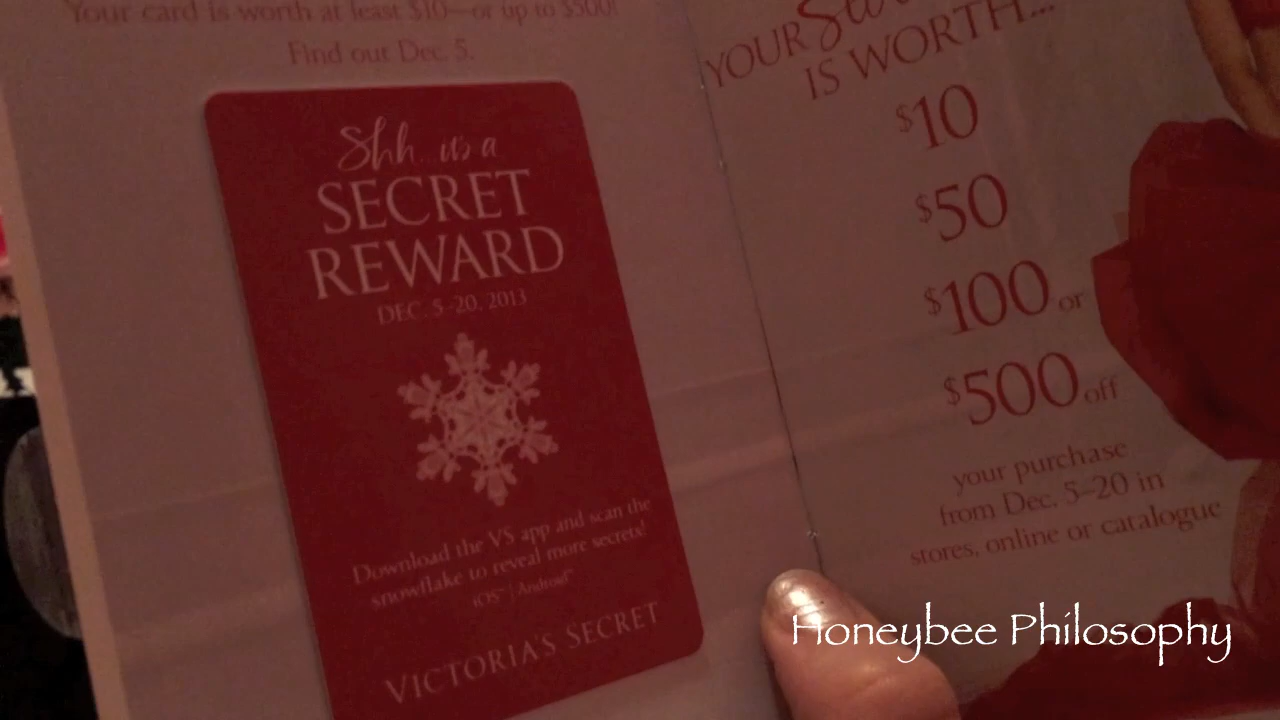 Your card is worth at least $10—or up to $500!
Find out Dec. 5.
Shh...it's a
SECRET
REWARD
DEC. 5-20, 2013
Download the VS app and scan the
snowflake to reveal more secrets!
iOS™ | Android™
VICTORIA'S SECRET
YOUR
IS WORTH...
$10
$50
$100 or
$500 off
your purchase
from Dec. 5–20 in
stores, online or catalogue
Honeybee Philosophy